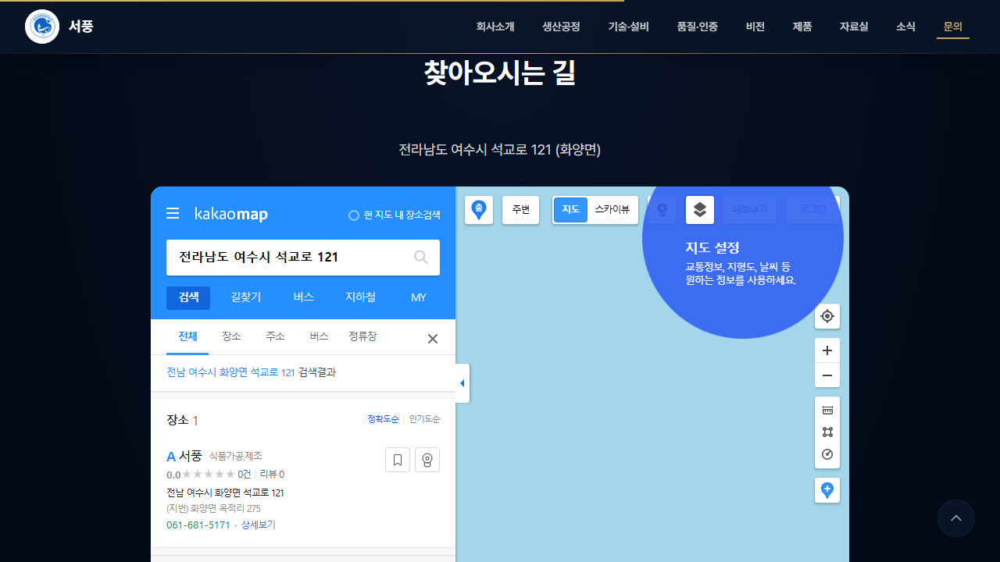 서풍
회사소개
생산공정
기술·설비
품질·인증
비전
제품
자료실
소식
문의
찾아오시는 길
전라남도 여수시 석교로 121 (화양면)
kakaomap
현 지도 내 장소검색
전라남도 여수시 석교로 121
검색
길찾기
버스
지하철
MY
전체
장소
주소
버스
정류장
전남 여수시 화양면 석교로 121 검색결과
장소 1
정확도순
인기도순
A 서풍 식품가공,제조
0.0 ★★★★★ 0건 리뷰 0
전남 여수시 화양면 석교로 121
(지번) 화양면 옥적리 275
061-681-5171 • 상세보기
출
주변
지도
스카이뷰
내보내기
로그인
지도 설정
교통정보, 지형도, 날씨 등
원하는 정보를 사용하세요.